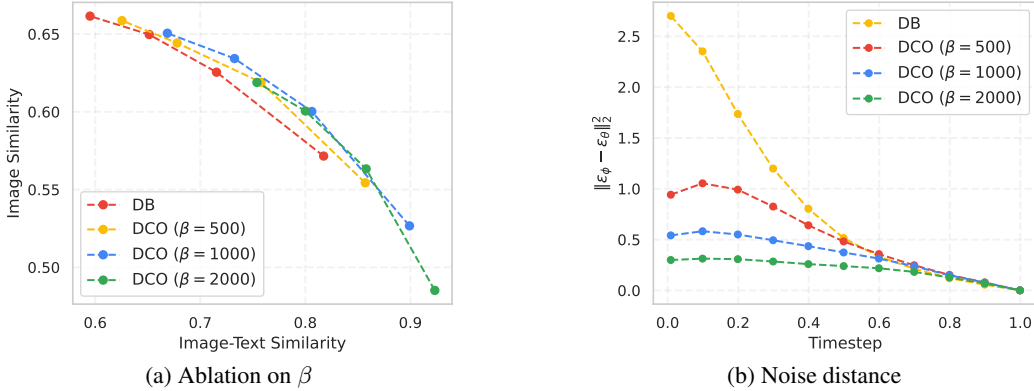 0.65
0.60
0.55
0.50
Image Similarity
DB
DCO (β = 500)
DCO (β = 1000)
DCO (β = 2000)
0.6 0.7 0.8 0.9
Image-Text Similarity
(a) Ablation on β
2.5
2.0
1.5
1.0
0.5
0.0
‖ε_ϕ − ε_θ‖₂²
DB
DCO (β = 500)
DCO (β = 1000)
DCO (β = 2000)
0.0 0.2 0.4 0.6 0.8 1.0
Timestep
(b) Noise distance